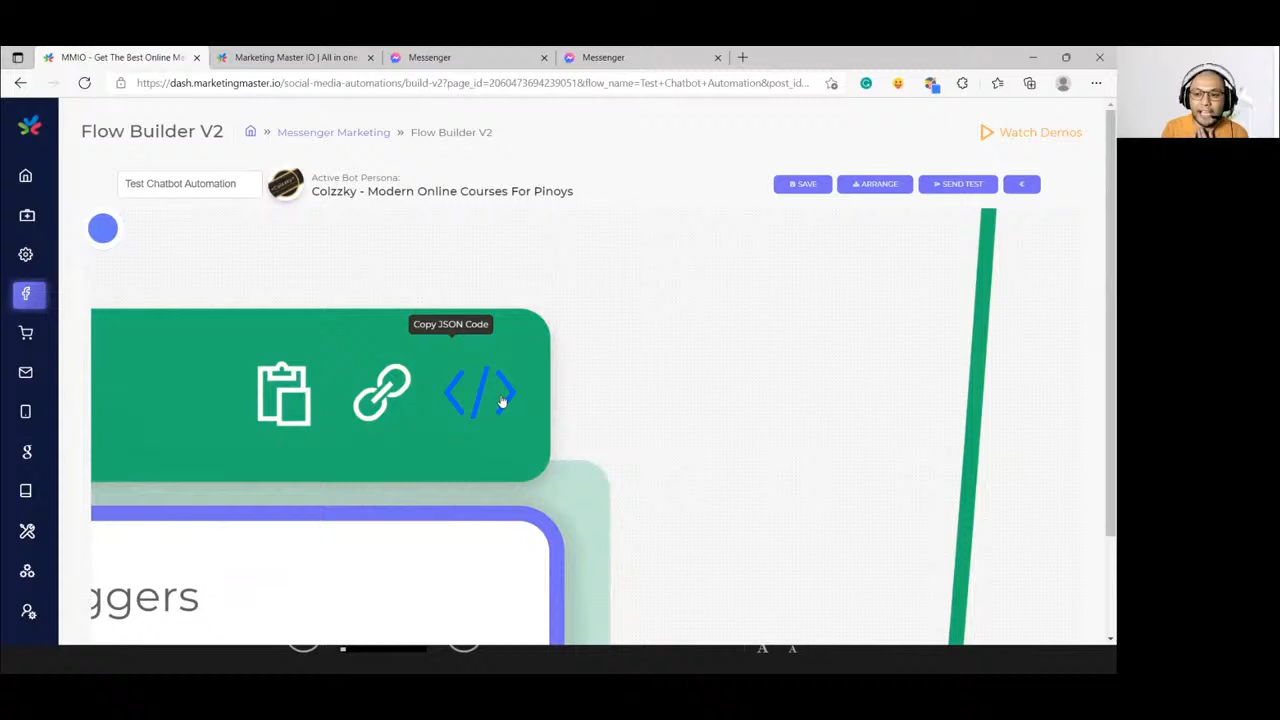 MMIO - Get The Best Online Ma
Marketing Master IO | All in one
Messenger
Messenger
https://dash.marketingmaster.io/social-media-automations/build-v2?page_id=2060473694239051&flow_name=Test+Chatbot+Automation&post_id...
Flow Builder V2
» Messenger Marketing » Flow Builder V2
Watch Demos
Test Chatbot Automation
Active Bot Persona:
Colzzky - Modern Online Courses For Pinoys
SAVE
ARRANGE
SEND TEST
Copy JSON Code
ggers
A A